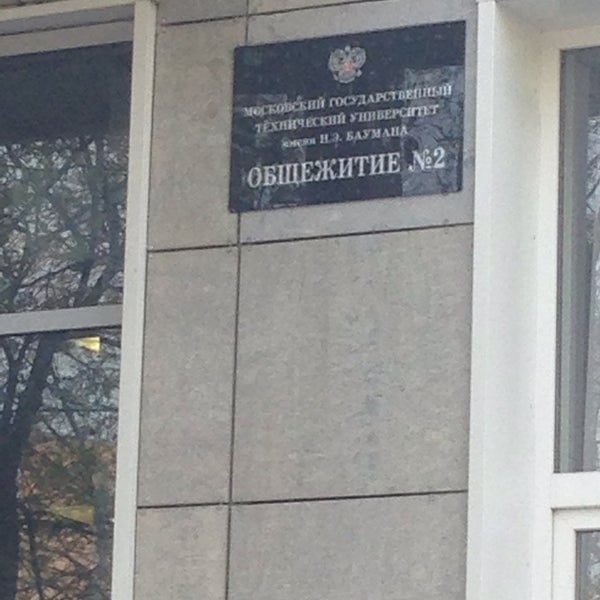 МОСКОВСКИЙ ГОСУДАРСТВЕННЫЙ
ТЕХНИЧЕСКИЙ УНИВЕРСИТЕТ
имени Н.Э. БАУМАНА
ОБЩЕЖИТИЕ №2